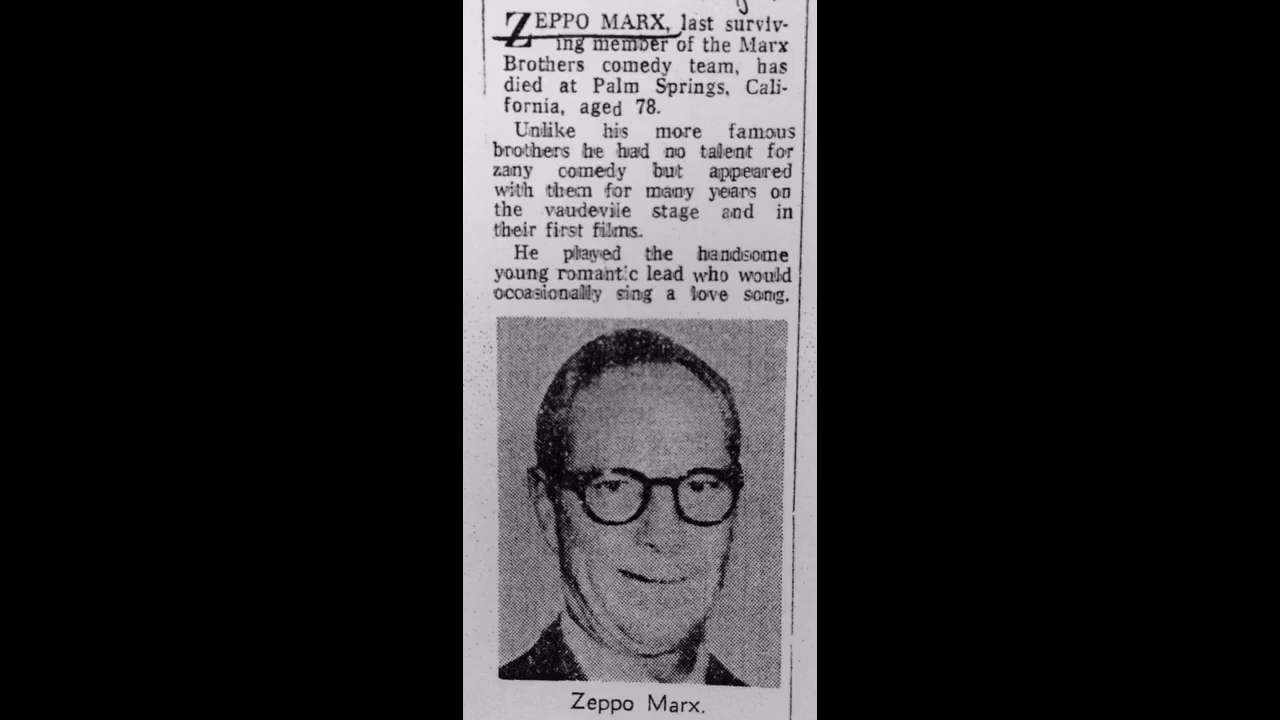 ZEPPO MARX, last surviv-
ing member of the Marx
Brothers comedy team, has
died at Palm Springs, Cali-
fornia, aged 78.
Unlike his more famous
brothers he had no talent for
zany comedy but appeared
with them for many years on
the vaudevile stage and in
their first films.
He played the handsome
young romantic lead who would
occasionally sing a love song.
Zeppo Marx.